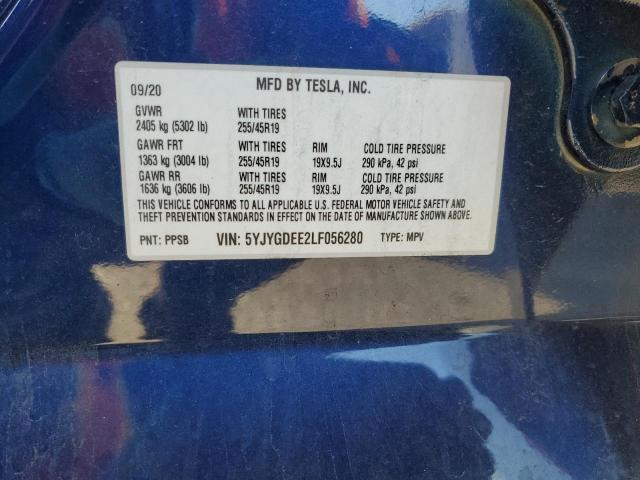 09/20 MFD BY TESLA, INC.
GVWR WITH TIRES
2405 kg (5302 lb) 255/45R19
GAWR FRT WITH TIRES RIM COLD TIRE PRESSURE
1363 kg (3004 lb) 255/45R19 19X9.5J 290 kPa, 42 psi
GAWR RR WITH TIRES RIM COLD TIRE PRESSURE
1636 kg (3606 lb) 255/45R19 19X9.5J 290 kPa, 42 psi
THIS VEHICLE CONFORMS TO ALL APPLICABLE U.S. FEDERAL MOTOR VEHICLE SAFETY AND
THEFT PREVENTION STANDARDS IN EFFECT ON THE DATE OF MANUFACTURE SHOWN ABOVE.
PNT: PPSB VIN: 5YJYGDEE2LF056280 TYPE: MPV